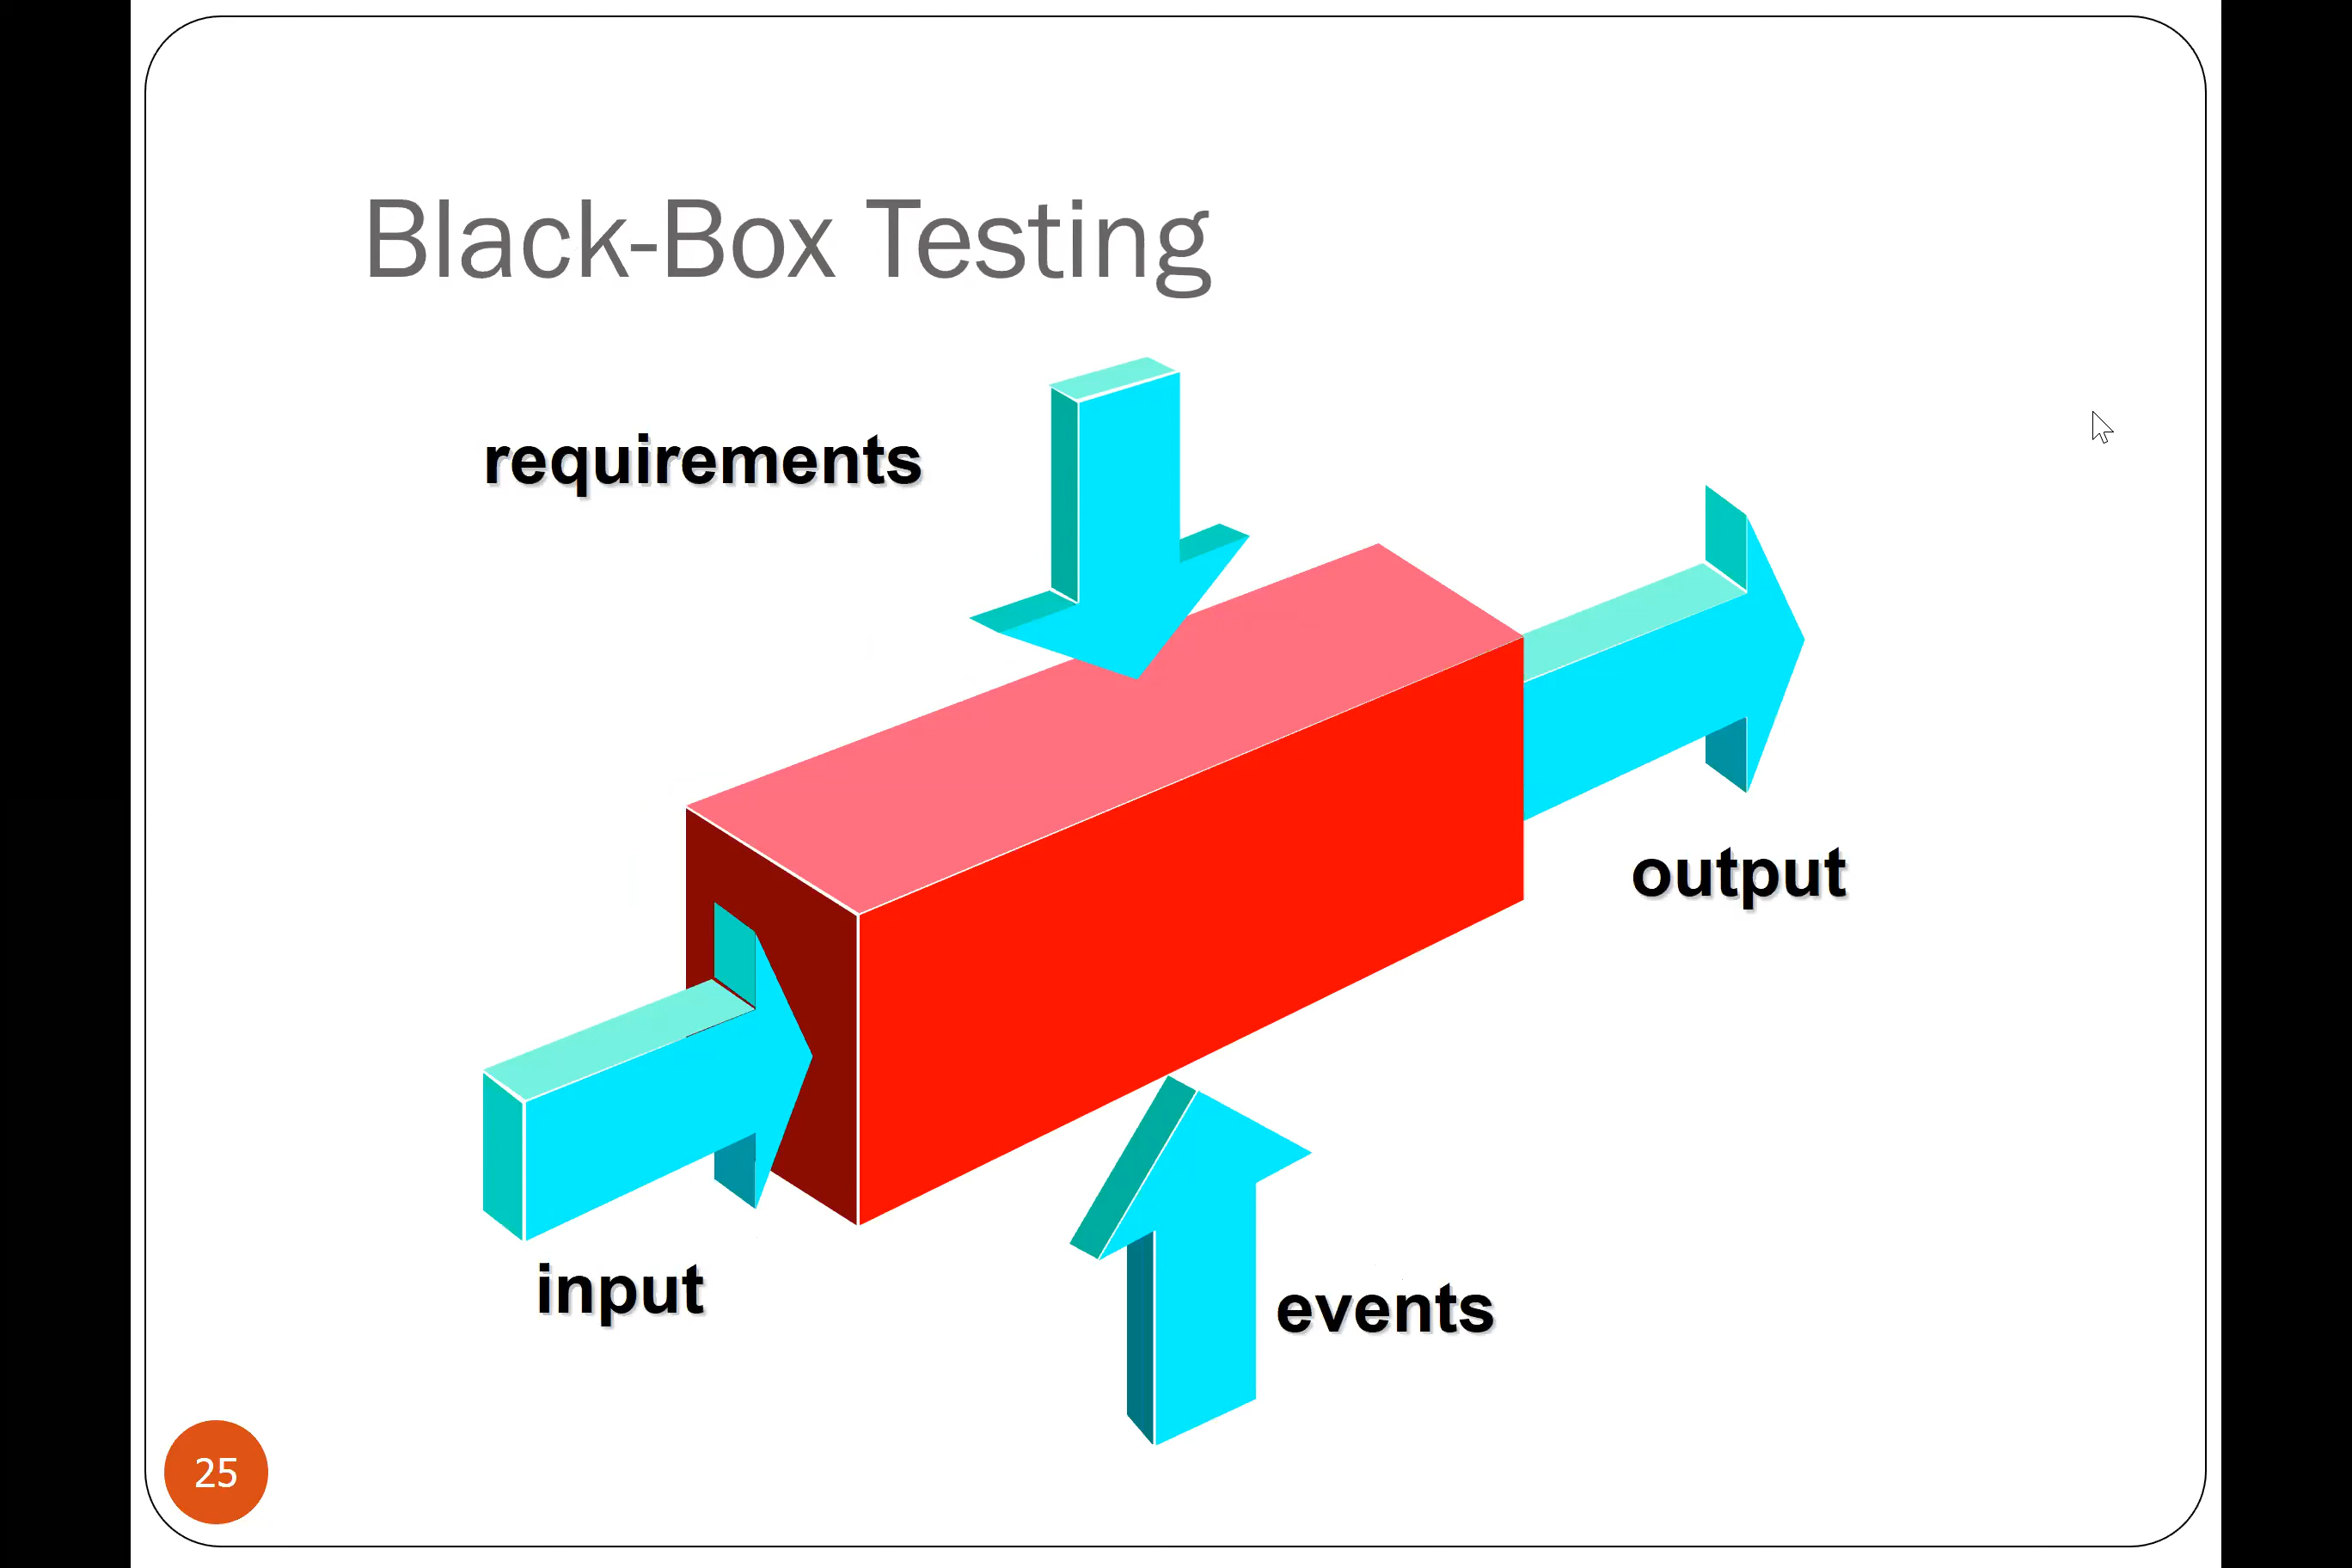 Black-Box Testing
requirements
output
input
events
25